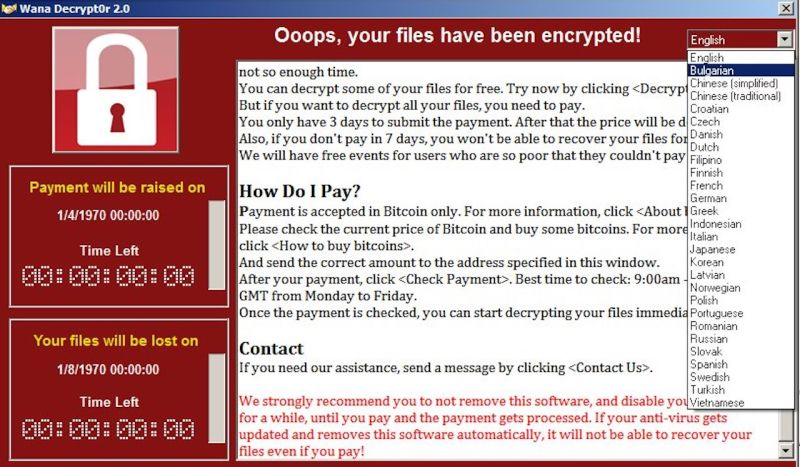 Wana Decrypt0r 2.0
Ooops, your files have been encrypted!
English
Payment will be raised on
1/4/1970 00:00:00
Time Left
00:00:00:00
Your files will be lost on
1/8/1970 00:00:00
Time Left
00:00:00:00
not so enough time.
You can decrypt some of your files for free. Try now by clicking <Decrypt
But if you want to decrypt all your files, you need to pay.
You only have 3 days to submit the payment. After that the price will be d
Also, if you don't pay in 7 days, you won't be able to recover your files for
We will have free events for users who are so poor that they couldn't pay
How Do I Pay?
Payment is accepted in Bitcoin only. For more information, click <About
Please check the current price of Bitcoin and buy some bitcoins. For more
click <How to buy bitcoins>.
And send the correct amount to the address specified in this window.
After your payment, click <Check Payment>. Best time to check: 9:00am -
GMT from Monday to Friday.
Once the payment is checked, you can start decrypting your files immedia
Contact
If you need our assistance, send a message by clicking <Contact Us>.
We strongly recommend you to not remove this software, and disable yo
for a while, until you pay and the payment gets processed. If your anti-virus gets
updated and removes this software automatically, it will not be able to recover your
files even if you pay!
English
Bulgarian
Chinese (simplified)
Chinese (traditional)
Croatian
Czech
Danish
Dutch
Filipino
Finnish
French
German
Greek
Indonesian
Italian
Japanese
Korean
Latvian
Norwegian
Polish
Portuguese
Romanian
Russian
Slovak
Spanish
Swedish
Turkish
Vietnamese